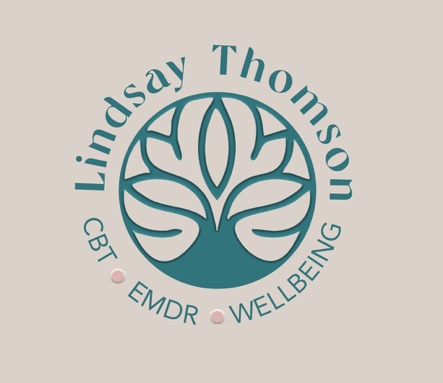 Lindsay Thomson
CBT • EMDR • WELLBEING